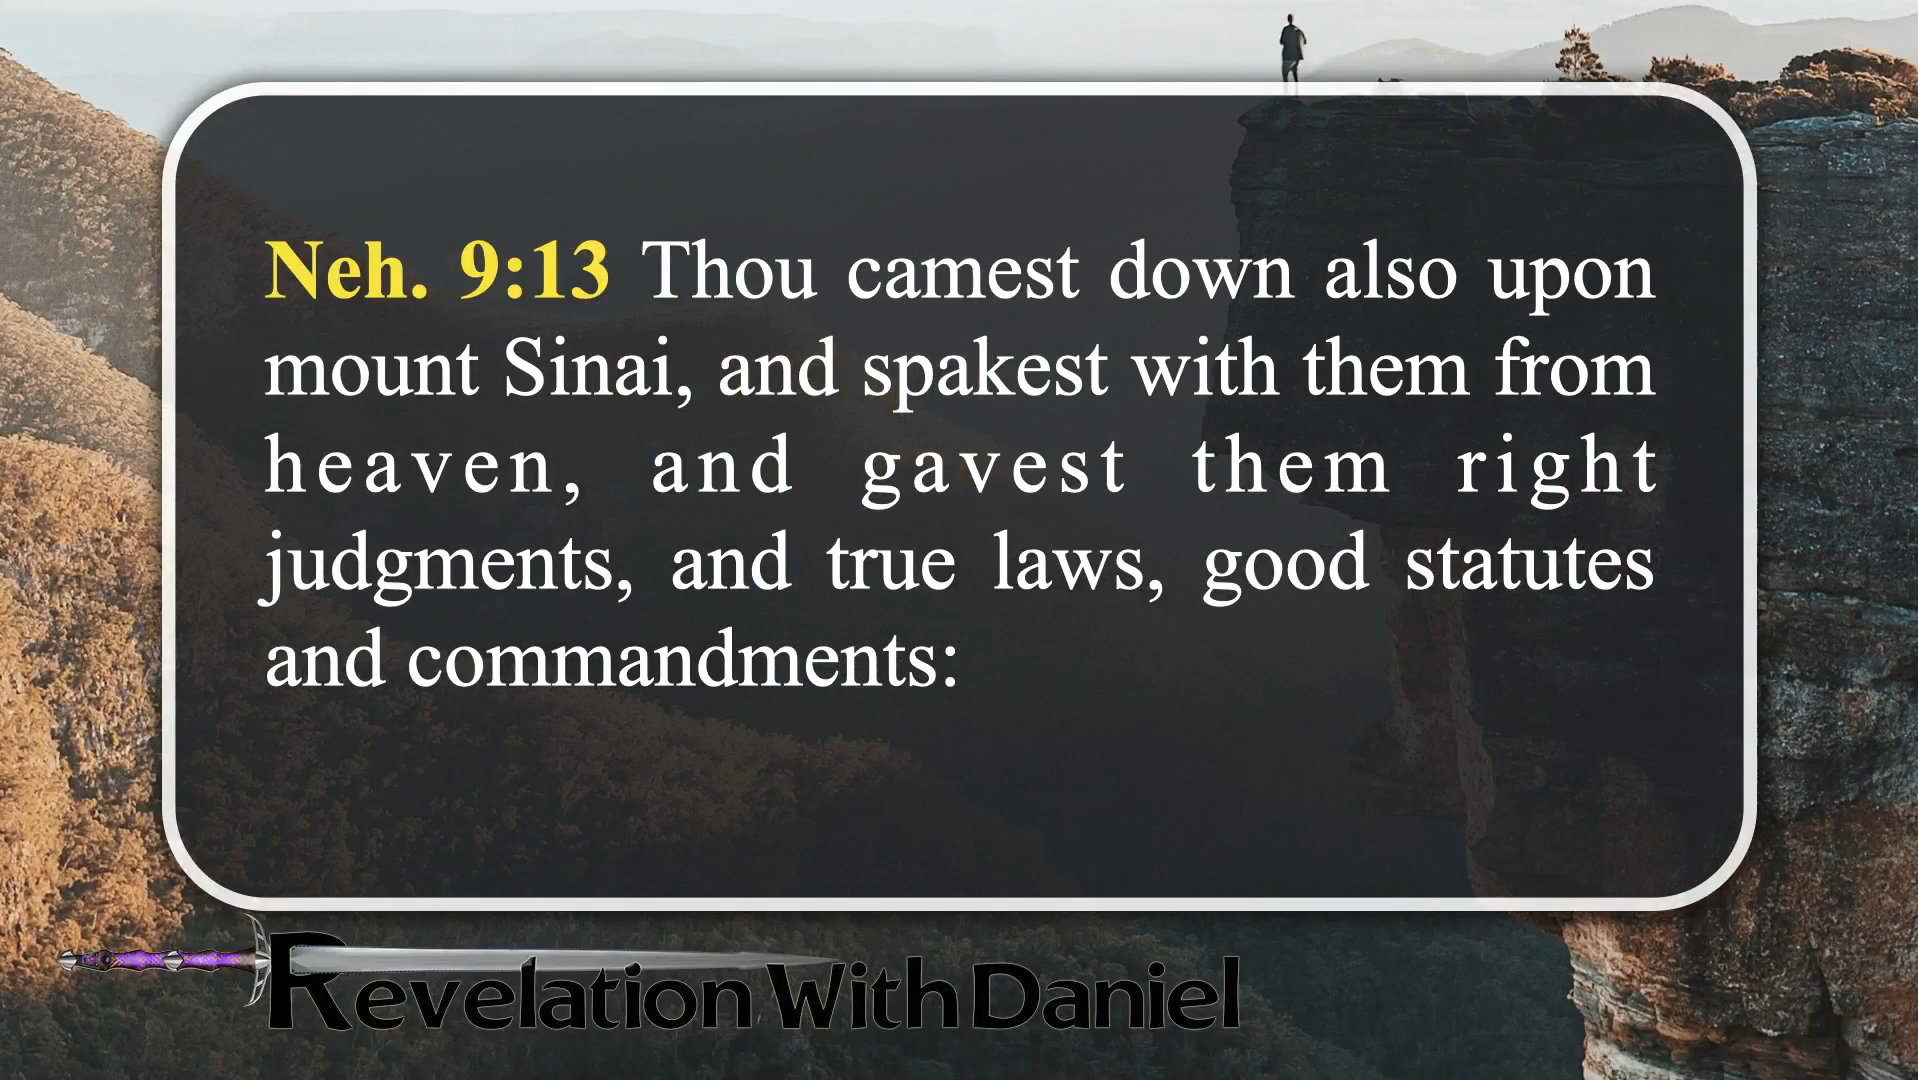 Neh. 9:13 Thou camest down also upon
mount Sinai, and spakest with them from
heaven, and gavest them right
judgments, and true laws, good statutes
and commandments:
Revelation With Daniel